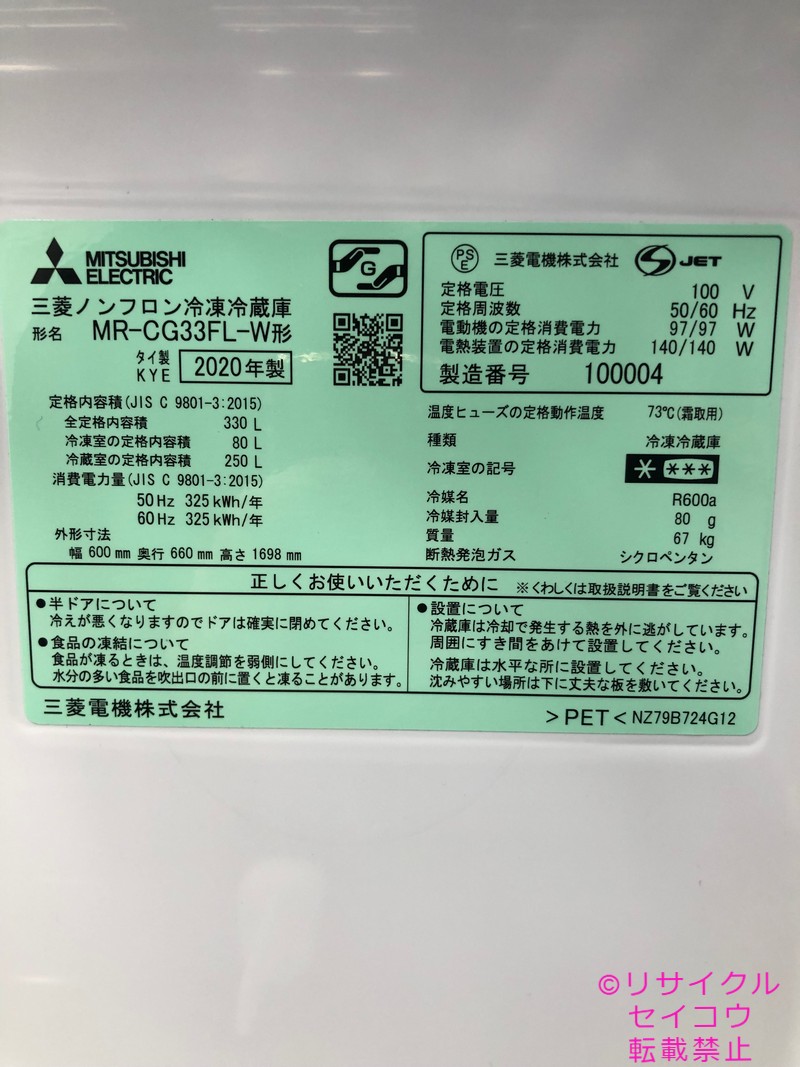 MITSUBISHI
ELECTRIC
G
三菱ノンフロン冷凍冷蔵庫
形名 MR-CG33FL-W形
タイ製
KYE 2020年製
定格内容積(JIS C 9801-3:2015)
全定格内容積 330 L
冷凍室の定格内容積 80 L
冷蔵室の定格内容積 250 L
消費電力量(JIS C 9801-3:2015)
50Hz 325kWh/年
60Hz 325kWh/年
外形寸法
幅 600mm 奥行 660mm 高さ 1698mm
PSE 三菱電機株式会社 S JET
定格電圧 100 V
定格周波数 50/60 Hz
電動機の定格消費電力 97/97 W
電熱装置の定格消費電力 140/140 W
製造番号 100004
温度ヒューズの定格動作温度 73℃(霜取用)
種類 冷凍冷蔵庫
冷凍室の記号 * ***
冷媒名 R600a
冷媒封入量 80 g
質量 67 kg
断熱発泡ガス シクロペンタン
正しくお使いいただくために ※くわしくは取扱説明書をご覧ください
●半ドアについて
冷えが悪くなりますのでドアは確実に閉めてください。
●食品の凍結について
食品が凍るときは、温度調節を弱側にしてください。
水分の多い食品を吹出口の前に置くと凍ることがあります。
●設置について
冷蔵庫は冷却で発生する熱を外に逃がしています。
周囲にすき間をあけて設置してください。
冷蔵庫は水平な所に設置してください。
沈みやすい場所は下に丈夫な板を敷いてください。
三菱電機株式会社
>PET< NZ79B724G12
©リサイクル
セイコウ
転載禁止